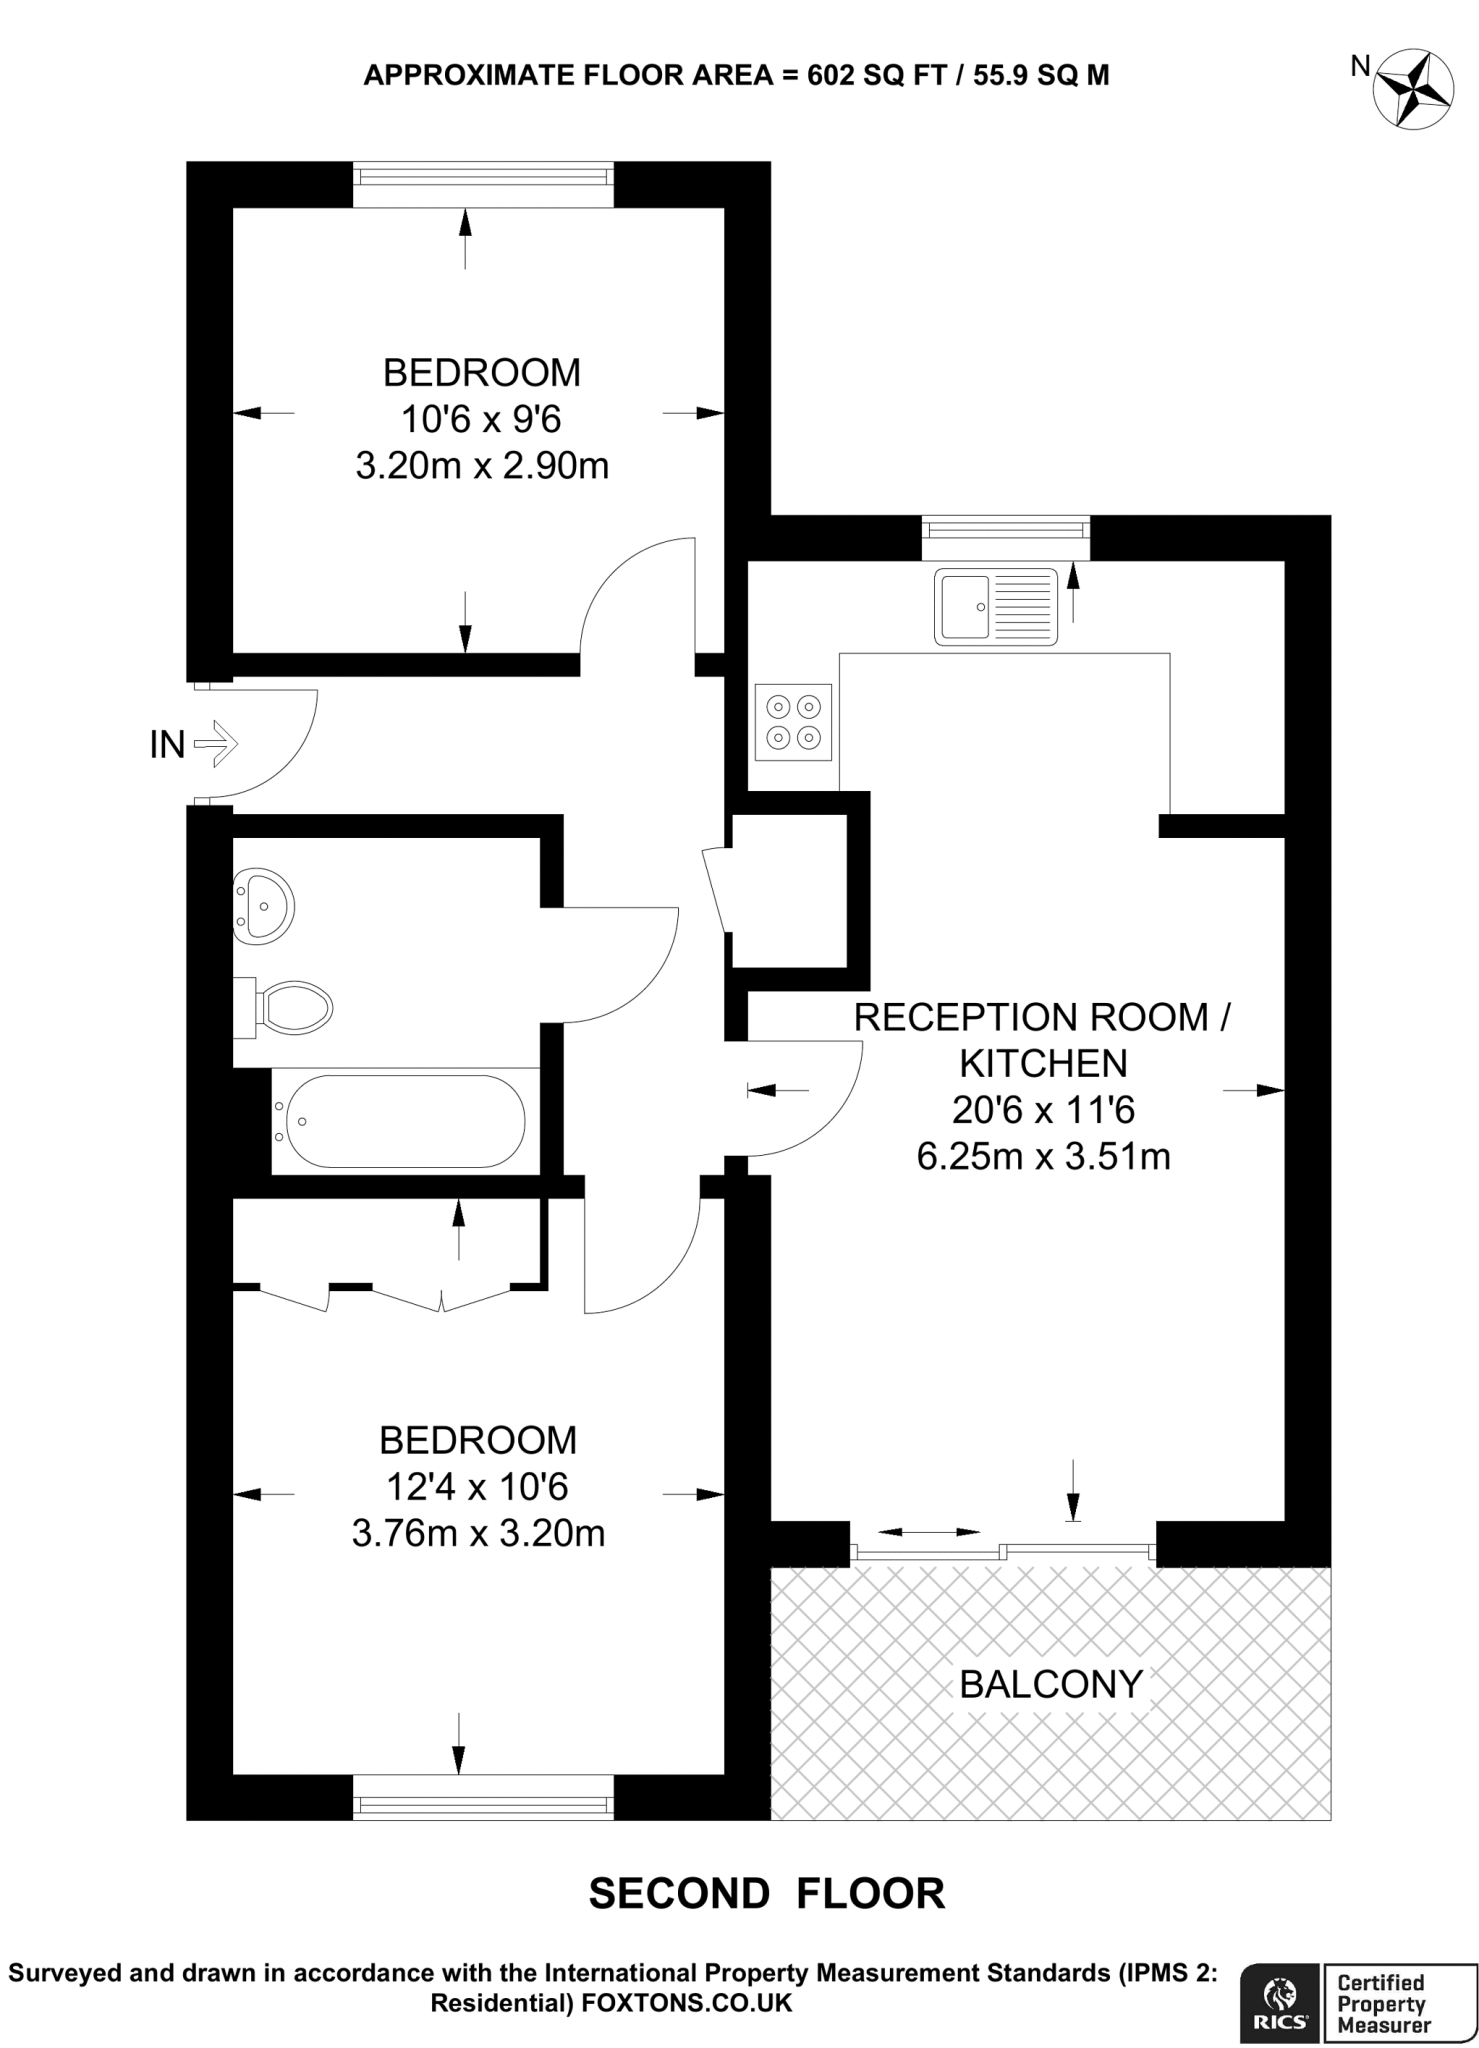 APPROXIMATE FLOOR AREA = 602 SQ FT / 55.9 SQ M
N
BEDROOM
10'6 x 9'6
3.20m x 2.90m
IN
RECEPTION ROOM /
KITCHEN
20'6 x 11'6
6.25m x 3.51m
BEDROOM
12'4 x 10'6
3.76m x 3.20m
BALCONY
SECOND FLOOR
Surveyed and drawn in accordance with the International Property Measurement Standards (IPMS 2:
Residential) FOXTONS.CO.UK
RICS
Certified
Property
Measurer